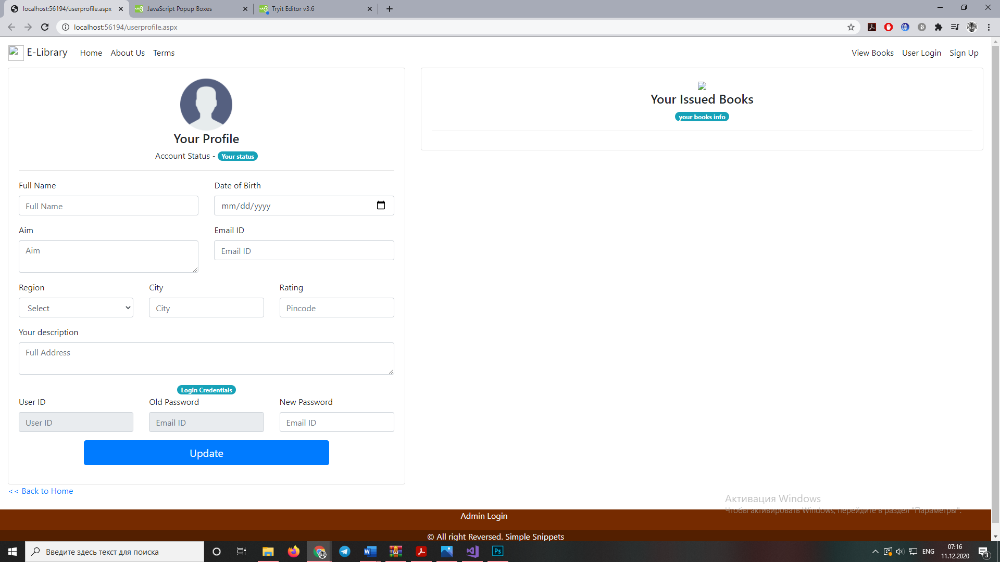 localhost:56194/userprofile.aspx
JavaScript Popup Boxes
Tryit Editor v3.6
localhost:56194/userprofile.aspx
E-Library Home About Us Terms
View Books User Login Sign Up
Your Profile
Account Status - Your status
Full Name Date of Birth
Full Name mm/dd/yyyy
Aim Email ID
Aim Email ID
Region City Rating
Select City Pincode
Your description
Full Address
Login Credentials
User ID Old Password New Password
User ID Email ID Email ID
Update
<< Back to Home
Your Issued Books
your books info
Активация Windows
Чтобы активировать Windows, перейдите в раздел "Параметры".
Admin Login
© All right Reversed. Simple Snippets
Введите здесь текст для поиска
ENG
07:16
11.12.2020
3